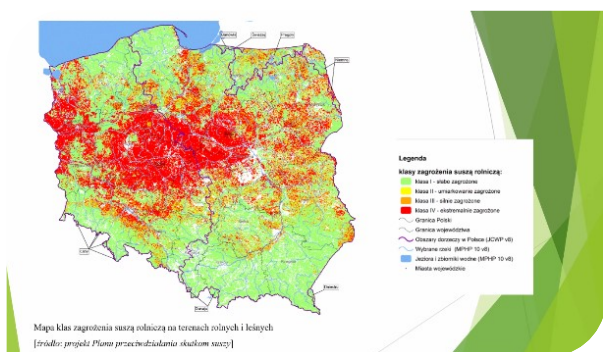 Legenda
klasy zagrożenia suszą rolniczą:
klasa I - słabo zagrożone
klasa II - umiarkowanie zagrożone
klasa III - silnie zagrożone
klasa IV - ekstremalnie zagrożone
Granica Polski
Granica województwa
Obszary dorzeczy w Polsce (JCWP v8)
Wybrane rzeki (MPHP 10 v8)
Jeziora i zbiorniki wodne (MPHP 10 v8)
Miasta wojewódzkie
Mapa klas zagrożenia suszą rolniczą na terenach rolnych i leśnych
[źródło: projekt Planu przeciwdziałania skutkom suszy]